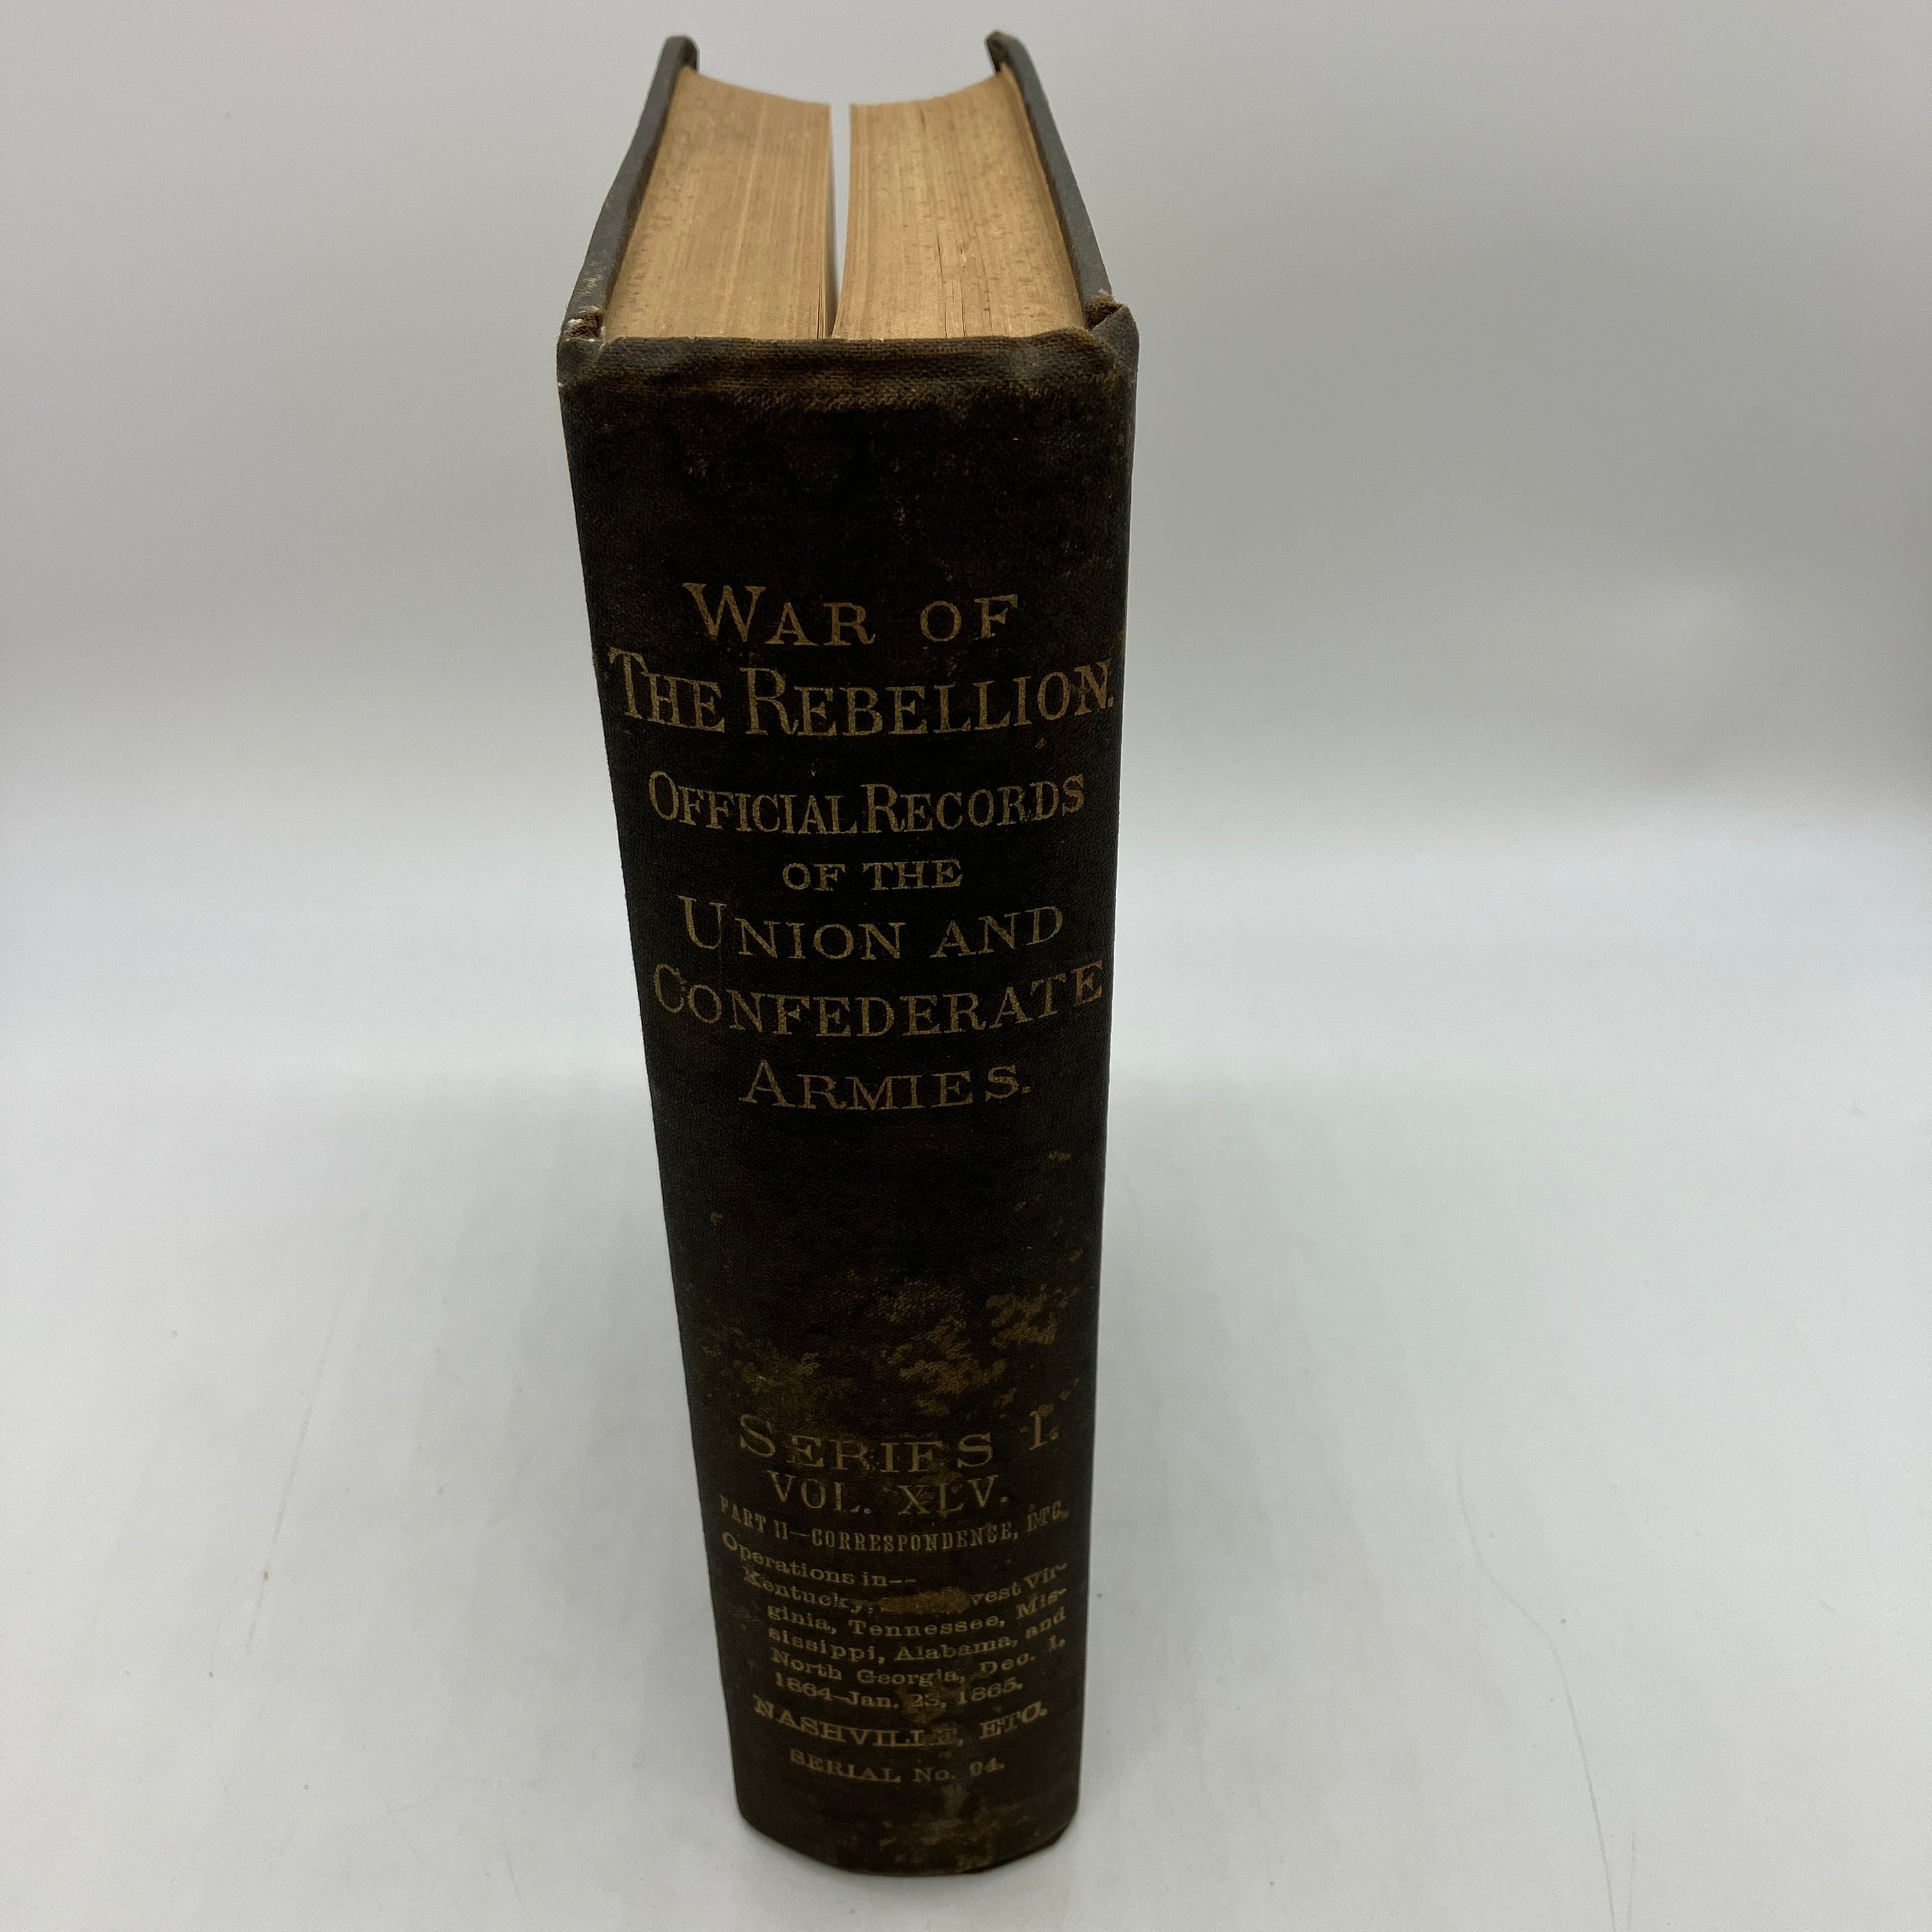 WAR OF
THE REBELLION.
OFFICIAL RECORDS
OF THE
UNION AND
CONFEDERATE
ARMIES.
SERIES I.
VOL. XLV.
PART II—CORRESPONDENCE, ETC.
Operations in--
Kentucky, west Vir-
ginia, Tennessee, Mis-
sissippi, Alabama, and
North Georgia, Dec. 1,
1864–Jan. 23, 1865.
NASHVILLE, ETC.
SERIAL No. 94.